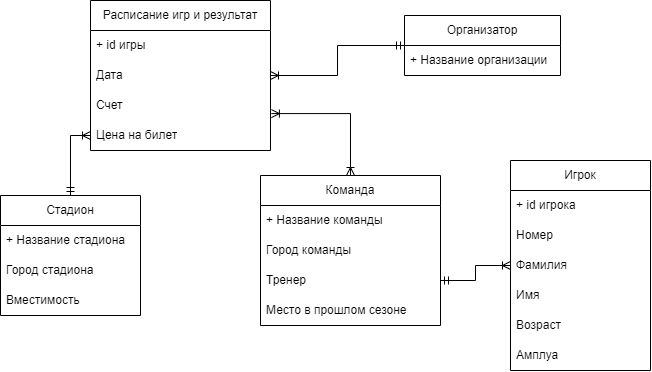 Расписание игр и результат
+ id игры
Дата
Счет
Цена на билет
Организатор
+ Название организации
Стадион
+ Название стадиона
Город стадиона
Вместимость
Команда
+ Название команды
Город команды
Тренер
Место в прошлом сезоне
Игрок
+ id игрока
Номер
Фамилия
Имя
Возраст
Амплуа